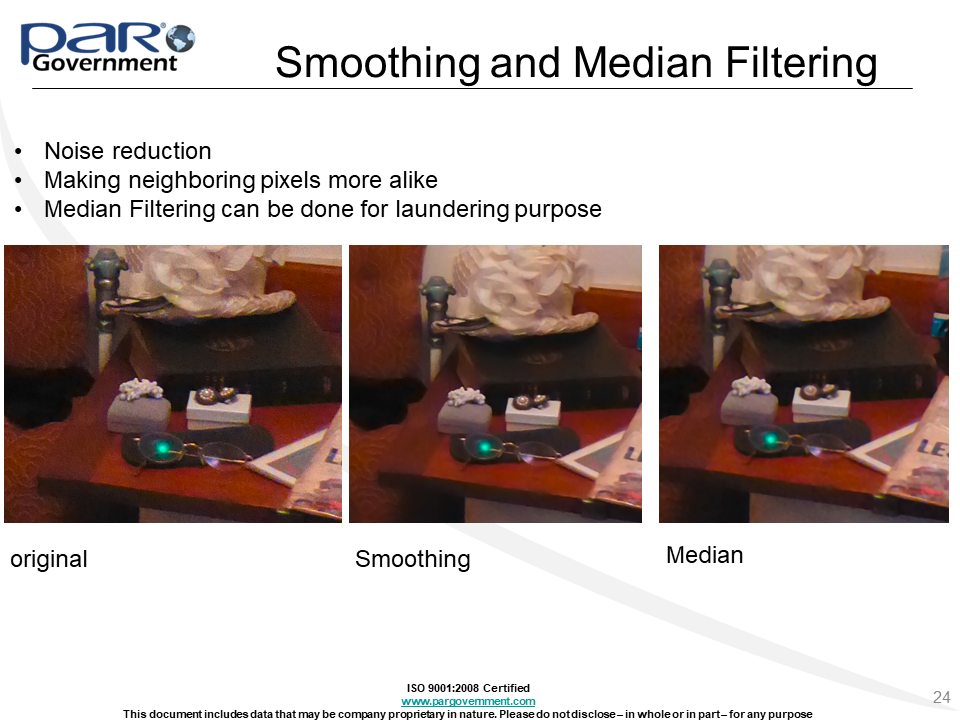 PAR®
Government
Smoothing and Median Filtering
• Noise reduction
• Making neighboring pixels more alike
• Median Filtering can be done for laundering purpose
original
Smoothing
Median
ISO 9001:2008 Certified
www.pargovernment.com
This document includes data that may be company proprietary in nature. Please do not disclose – in whole or in part – for any purpose
24